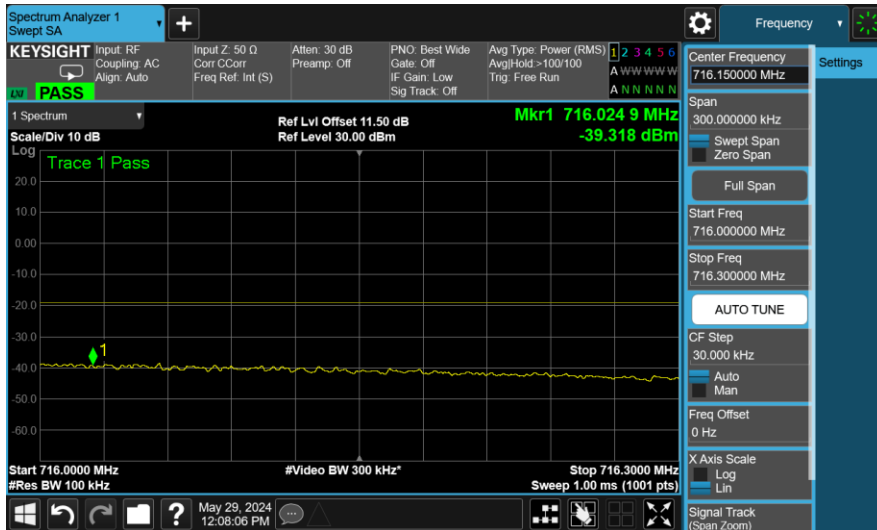 Spectrum Analyzer 1
Swept SA
Frequency
KEYSIGHT
LXI PASS
Input: RF
Coupling: AC
Align: Auto
Input Z: 50 Ω
Corr CCorr
Freq Ref: Int (S)
Atten: 30 dB
Preamp: Off
PNO: Best Wide
Gate: Off
IF Gain: Low
Sig Track: Off
Avg Type: Power (RMS)
Avg|Hold:>100/100
Trig: Free Run
1 2 3 4 5 6
A W W W W W
A N N N N N
1 Spectrum
Scale/Div 10 dB
Ref Lvl Offset 11.50 dB
Ref Level 30.00 dBm
Mkr1 716.024 9 MHz
-39.318 dBm
Log
Trace 1 Pass
20.0
10.0
0.00
-10.0
-20.0
-30.0
1
-40.0
-50.0
-60.0
Start 716.0000 MHz
#Res BW 100 kHz
#Video BW 300 kHz*
Stop 716.3000 MHz
Sweep 1.00 ms (1001 pts)
?
May 29, 2024
12:08:06 PM
Center Frequency
716.150000 MHz
Settings
Span
300.000000 kHz
Swept Span
Zero Span
Full Span
Start Freq
716.000000 MHz
Stop Freq
716.300000 MHz
AUTO TUNE
CF Step
30.000 kHz
Auto
Man
Freq Offset
0 Hz
X Axis Scale
Log
Lin
Signal Track
(Span Zoom)